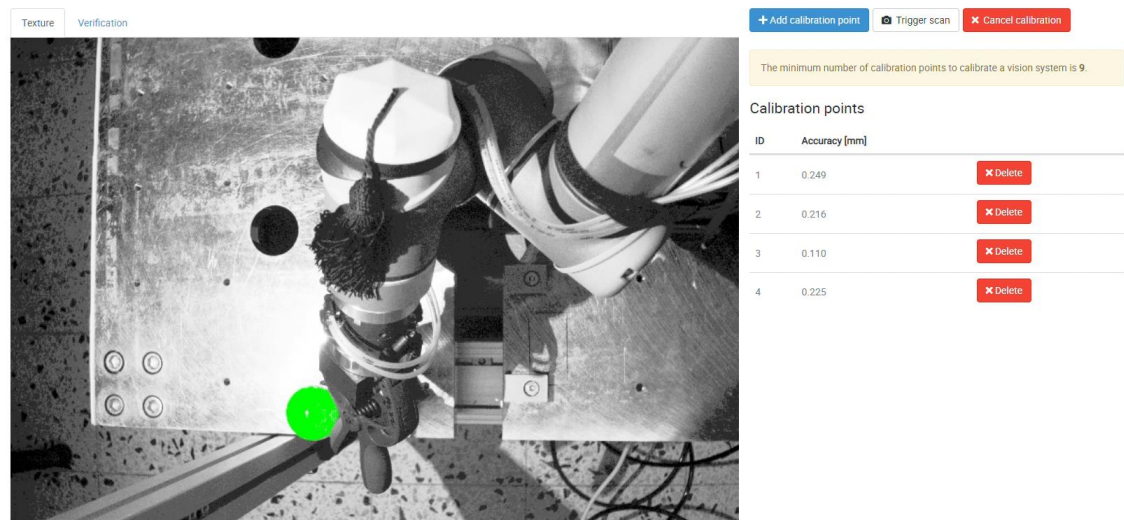 Texture
Verification
Add calibration point
Trigger scan
Cancel calibration
The minimum number of calibration points to calibrate a vision system is 9.
Calibration points
ID Accuracy [mm]
1 0.249 Delete
2 0.216 Delete
3 0.110 Delete
4 0.225 Delete